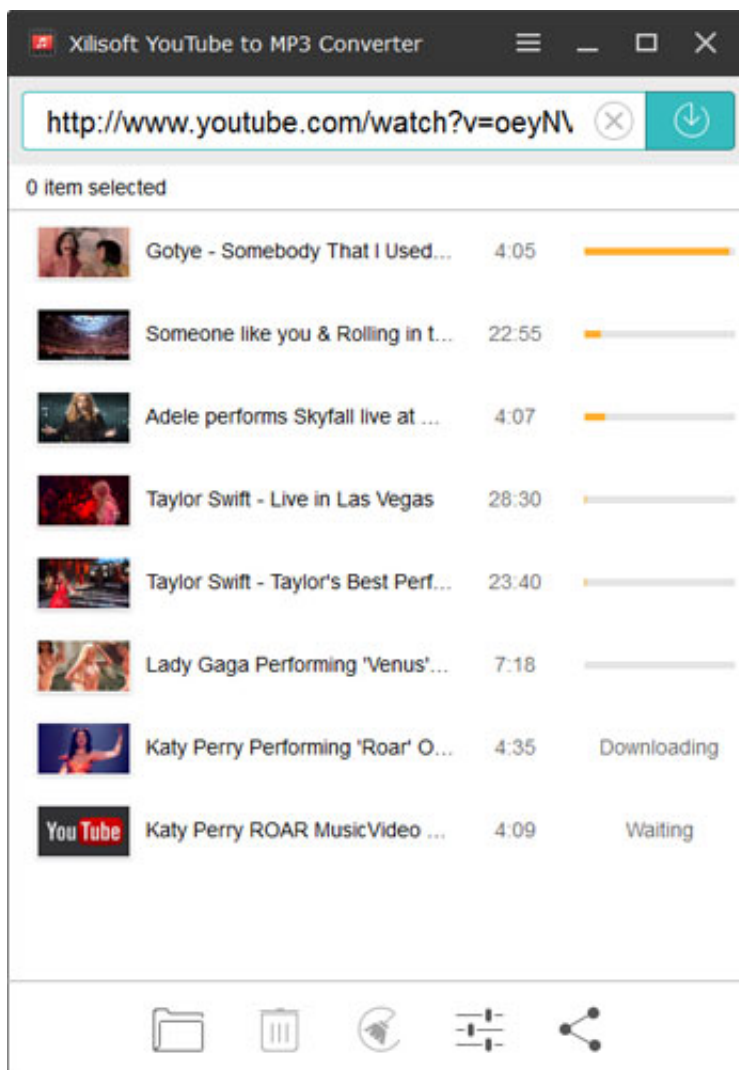 Xilisoft YouTube to MP3 Converter
http://www.youtube.com/watch?v=oeyN\
0 item selected
Gotye - Somebody That I Used... 4:05
Someone like you & Rolling in t... 22:55
Adele performs Skyfall live at ... 4:07
Taylor Swift - Live in Las Vegas 28:30
Taylor Swift - Taylor's Best Perf... 23:40
Lady Gaga Performing 'Venus'... 7:18
Katy Perry Performing 'Roar' O... 4:35 Downloading
You Tube Katy Perry ROAR MusicVideo ... 4:09 Waiting